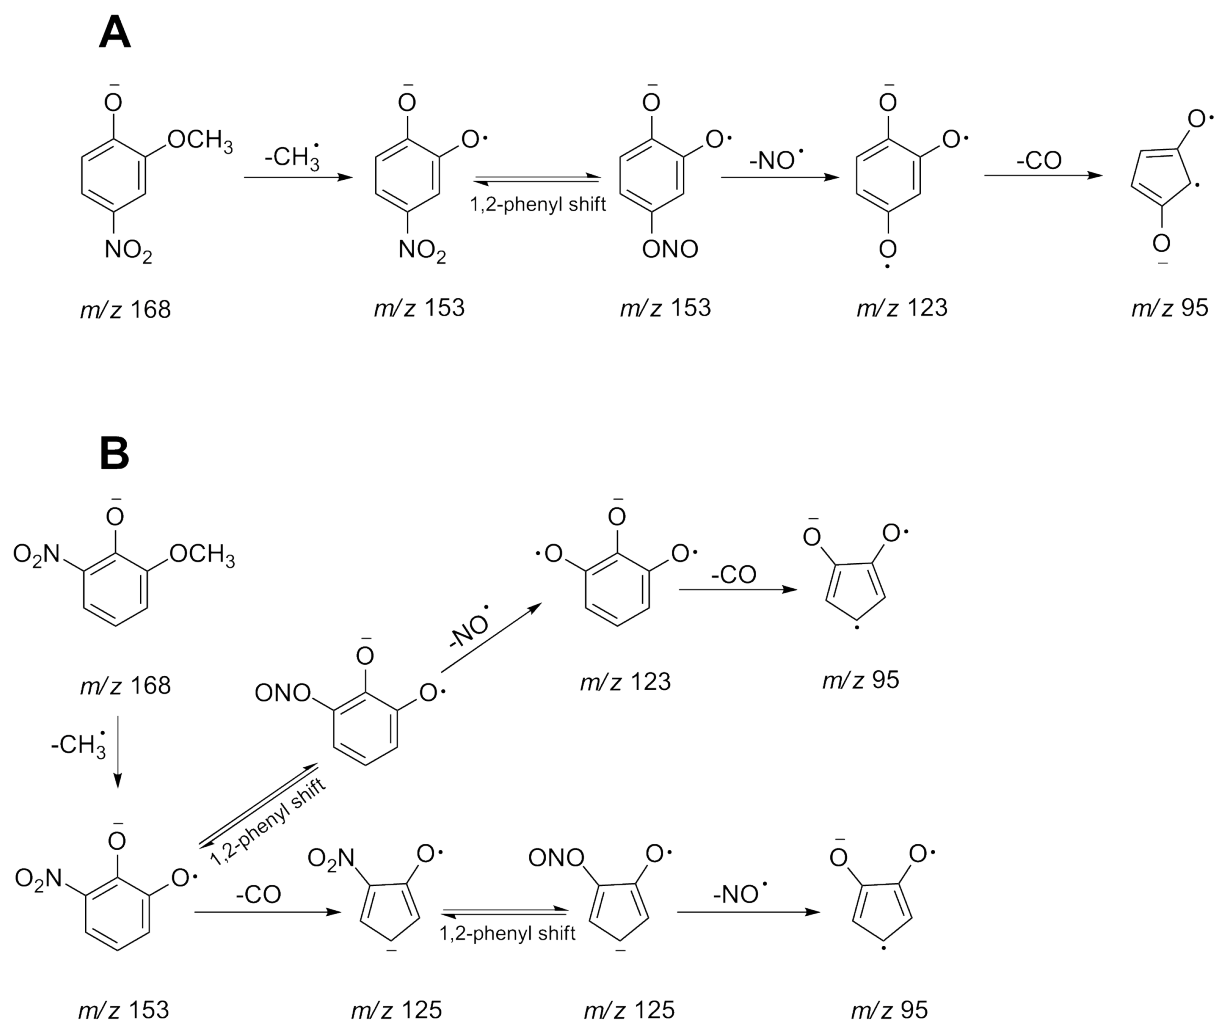 A
O⁻ O⁻ O⁻ O⁻ O•
OCH₃ -CH₃• O• O• -NO• O• -CO
1,2-phenyl shift
NO₂ NO₂ ONO O• O⁻
m/z 168 m/z 153 m/z 153 m/z 123 m/z 95
B
O⁻ O⁻ O⁻ O•
O₂N OCH₃ •O O• -CO
-NO•
O⁻
m/z 168 ONO O• m/z 123 m/z 95
-CH₃•
1,2-phenyl shift
O⁻ O₂N O• ONO O• O⁻ O•
O₂N O• -CO -NO•
1,2-phenyl shift
m/z 153 m/z 125 m/z 125 m/z 95